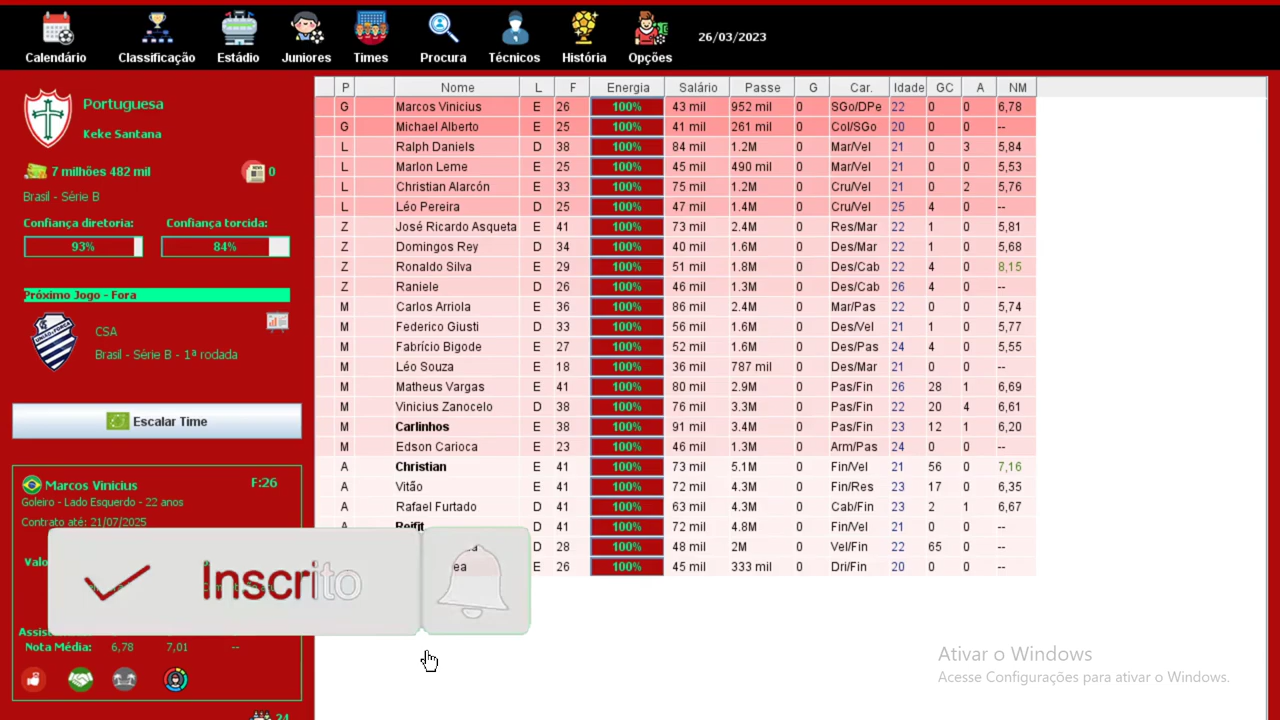 Calendário Classificação Estádio Juniores Times Procura Técnicos História Opções 26/03/2023
Portuguesa
Keke Santana
7 milhões 482 mil 0
Brasil - Série B
Confiança diretoria: Confiança torcida:
93% 84%
Próximo Jogo - Fora
CSA
Brasil - Série B - 1ª rodada
Escalar Time
Marcos Vinicius F:26
Goleiro - Lado Esquerdo - 22 anos
Contrato até: 21/07/2025
Valo
Inscrito
Assis
Nota Média: 6,78 7,01 --
24
P Nome L F Energia Salário Passe G Car. Idade GC A NM
G Marcos Vinicius E 26 100% 43 mil 952 mil 0 SGo/DPe 22 0 0 6,78
G Michael Alberto E 25 100% 41 mil 261 mil 0 Col/SGo 20 0 0 --
L Ralph Daniels D 38 100% 84 mil 1.2M 0 Mar/Vel 21 0 3 5,84
L Marlon Leme E 25 100% 45 mil 490 mil 0 Mar/Vel 21 0 0 5,53
L Christian Alarcón E 33 100% 75 mil 1.2M 0 Cru/Vel 21 0 2 5,76
L Léo Pereira D 25 100% 47 mil 1.4M 0 Cru/Vel 25 4 0 --
Z José Ricardo Asqueta E 41 100% 73 mil 2.4M 0 Res/Mar 22 1 0 5,81
Z Domingos Rey D 34 100% 40 mil 1.6M 0 Des/Mar 22 1 0 5,68
Z Ronaldo Silva E 29 100% 51 mil 1.8M 0 Des/Cab 22 4 0 8,15
Z Raniele D 26 100% 46 mil 1.3M 0 Des/Cab 26 4 0 --
M Carlos Arriola E 36 100% 86 mil 2.4M 0 Mar/Pas 22 0 0 5,74
M Federico Giusti D 33 100% 56 mil 1.6M 0 Des/Vel 21 1 0 5,77
M Fabrício Bigode E 27 100% 52 mil 1.6M 0 Des/Pas 24 4 0 5,55
M Léo Souza E 18 100% 36 mil 787 mil 0 Des/Mar 21 0 0 --
M Matheus Vargas E 41 100% 80 mil 2.9M 0 Pas/Fin 26 28 1 6,69
M Vinicius Zanocelo D 38 100% 76 mil 3.3M 0 Pas/Fin 22 20 4 6,61
M Carlinhos E 38 100% 91 mil 3.4M 0 Pas/Fin 23 12 1 6,20
M Edson Carioca E 23 100% 46 mil 1.3M 0 Arm/Pas 24 0 0 --
A Christian E 41 100% 73 mil 5.1M 0 Fin/Vel 21 56 0 7,16
A Vitão E 41 100% 72 mil 4.3M 0 Fin/Res 23 17 0 6,35
A Rafael Furtado D 41 100% 63 mil 4.3M 0 Cab/Fin 23 2 1 6,67
A Reifit D 41 100% 72 mil 4.8M 0 Fin/Vel 21 0 0 --
D 28 100% 48 mil 2M 0 Vel/Fin 22 65 0 --
E 26 100% 45 mil 333 mil 0 Dri/Fin 20 0 0 --
Ativar o Windows
Acesse Configurações para ativar o Windows.